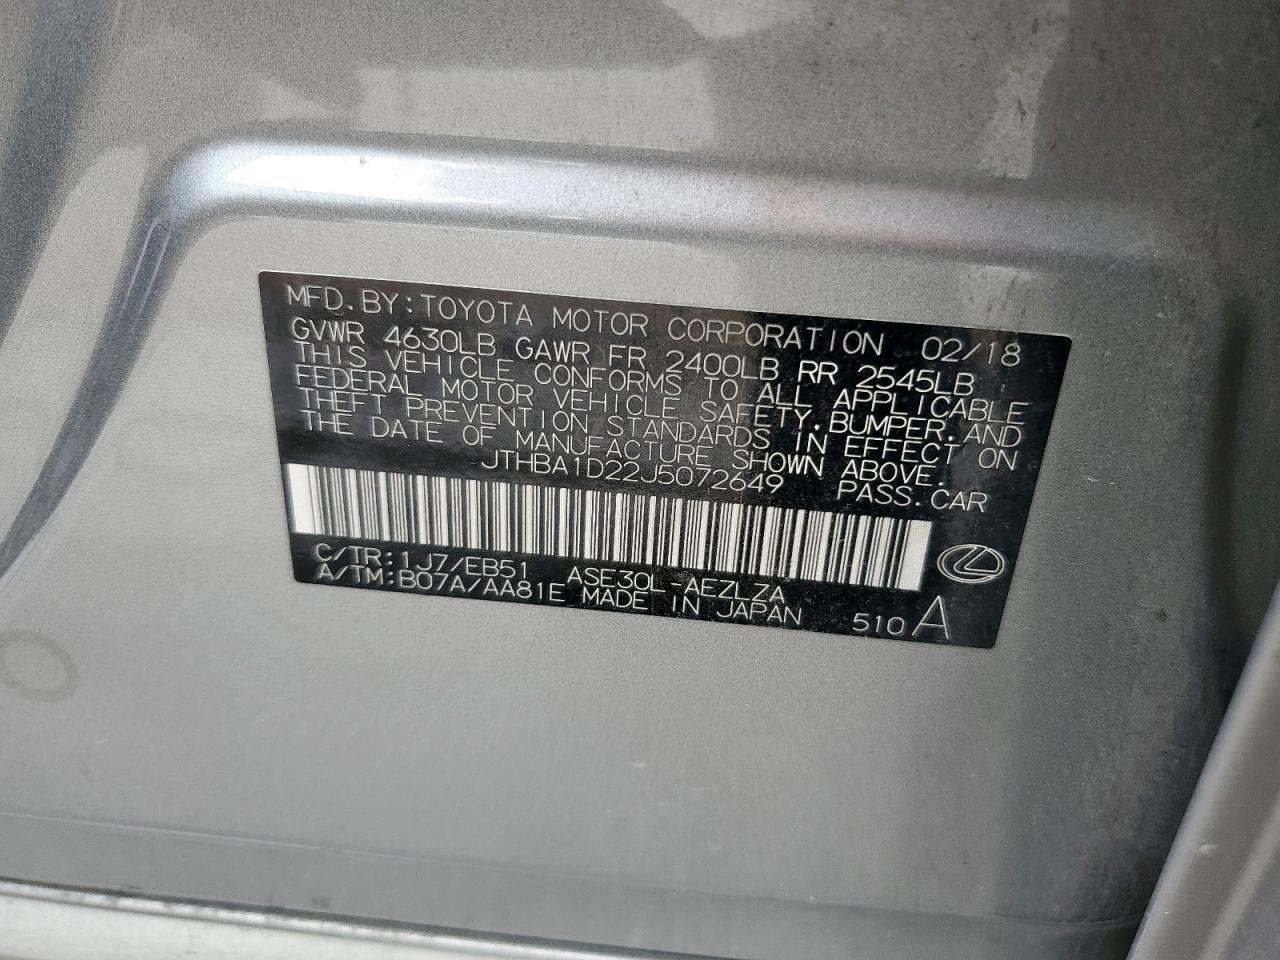 MFD.BY:TOYOTA MOTOR CORPORATION 02/18
GVWR 4630LB GAWR FR 2400LB RR 2545LB
THIS VEHICLE CONFORMS TO ALL APPLICABLE
FEDERAL MOTOR VEHICLE SAFETY,BUMPER,AND
THEFT PREVENTION STANDARDS IN EFFECT ON
THE DATE OF MANUFACTURE SHOWN ABOVE.
JTHBA1D22J5072649 PASS.CAR
C/TR:1J7/EB51 ASE30L-AEZLZA
A/TM:B07A/AA81E MADE IN JAPAN 510 A